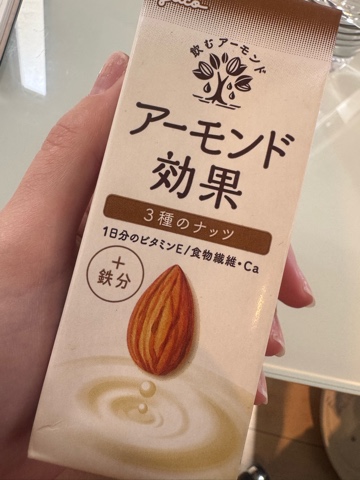 飲むアーモンド
アーモンド
効果
3種のナッツ
1日分のビタミンE/食物繊維・Ca
+
鉄分